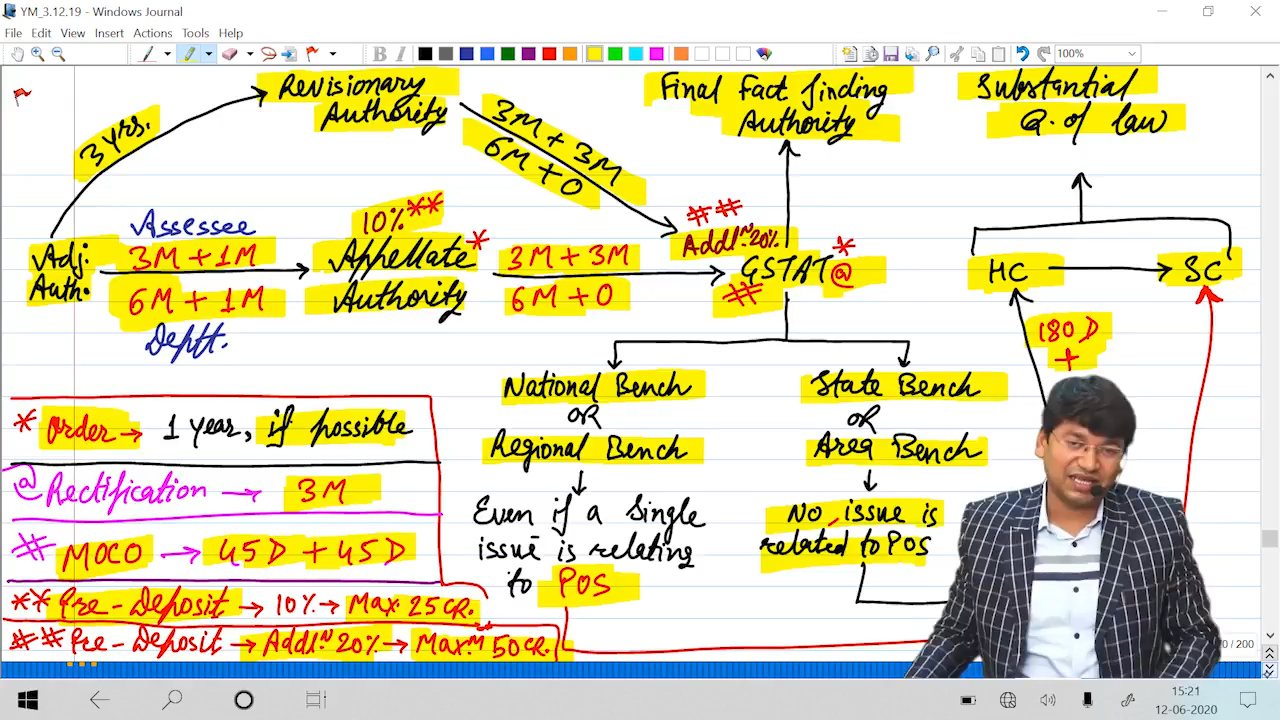 YM_3.12.19 - Windows Journal
File Edit View Insert Actions Tools Help
100%
Revisionary
Authority
3 yrs.
3M + 3M
6M + 0
Final Fact finding
Authority
Substantial
Q. of law
Adj.
Auth.
Assessee
3M + 1M
6M + 1M
Deptt.
10%**
Appellate*
Authority
3M + 3M
6M + 0
##
Addl.N 20%
GSTAT*@
##
HC
SC
180 D
+
National Bench
OR
Regional Bench
Even if a single
issue is relating
to POS
State Bench
OR
Area Bench
No, issue is
related to POS
* Order → 1 year, if possible
@ Rectification → 3M
# MOCO → 45D + 45D
** Pre-Deposit → 10% → Max. 25 CR.
## Pre-Deposit → Addl.N 20% → Max.M 50 CR.
/ 200
15:21
12-06-2020